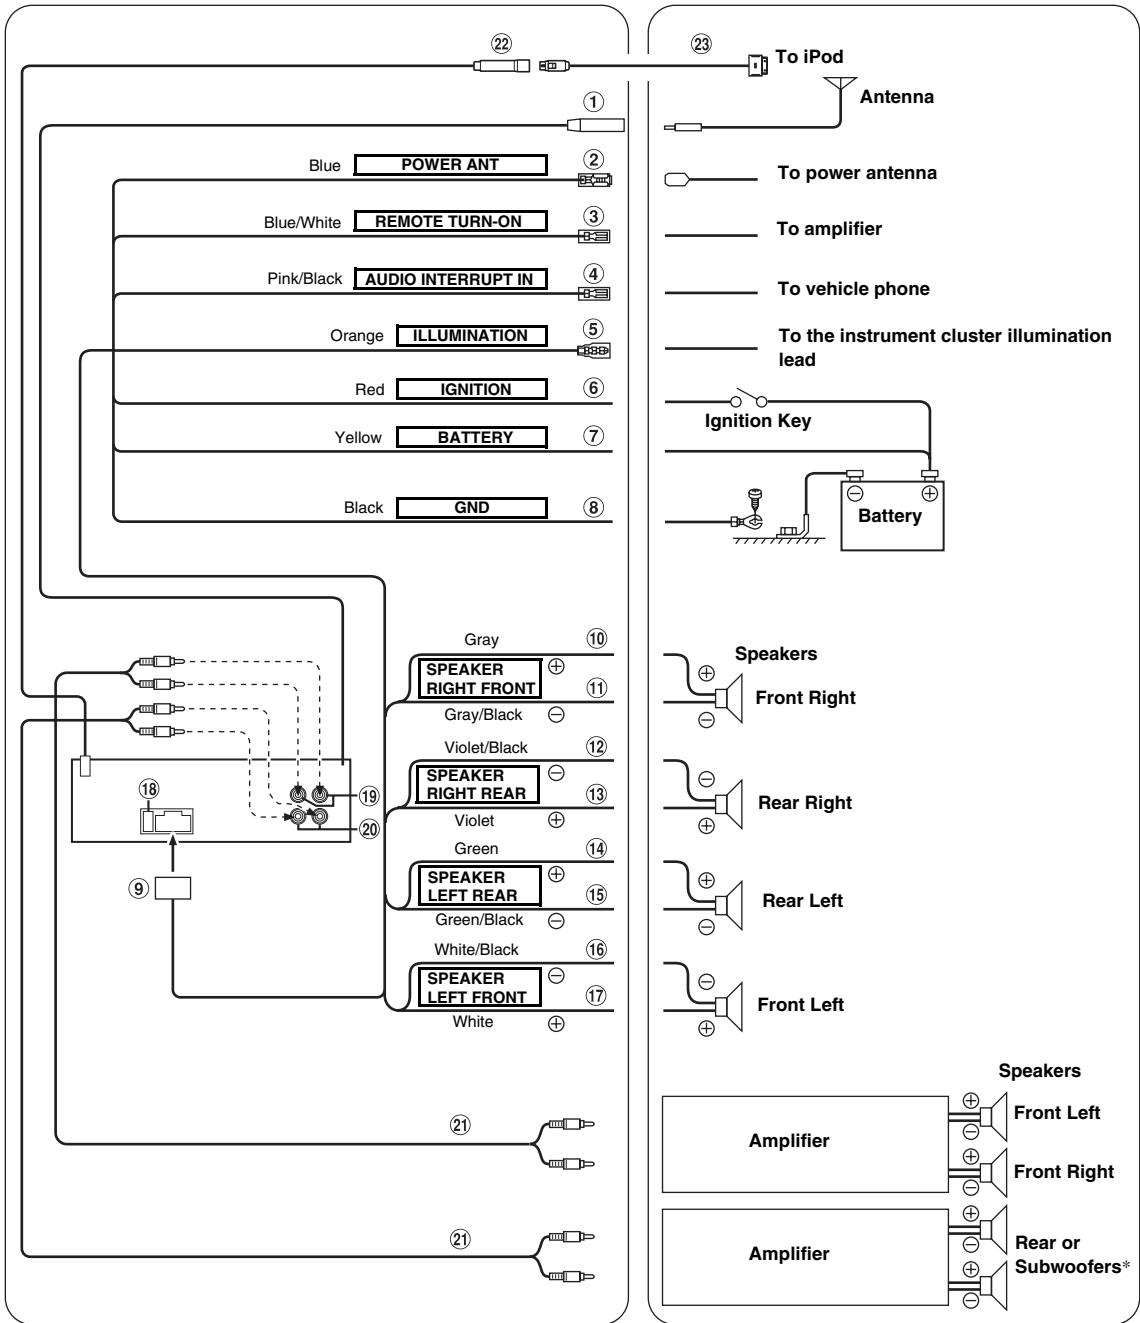 ㉒
㉓
To iPod
Antenna
①
Blue POWER ANT ②
To power antenna
Blue/White REMOTE TURN-ON ③
To amplifier
Pink/Black AUDIO INTERRUPT IN ④
To vehicle phone
Orange ILLUMINATION ⑤
To the instrument cluster illumination
lead
Red IGNITION ⑥
Ignition Key
Yellow BATTERY ⑦
Black GND ⑧
⊖ ⊕
Battery
Gray ⑩
SPEAKER ⊕
RIGHT FRONT ⑪
Gray/Black ⊖
Speakers
⊕
Front Right
⊖
Violet/Black ⑫
SPEAKER ⊖
RIGHT REAR ⑬
Violet ⊕
⊖
Rear Right
⊕
⑱
⑲
⑳
⑨
Green ⑭
SPEAKER ⊕
LEFT REAR ⑮
Green/Black ⊖
⊕
Rear Left
⊖
White/Black ⑯
SPEAKER ⊖
LEFT FRONT ⑰
White ⊕
⊖
Front Left
⊕
Speakers
㉑
Amplifier
⊕
Front Left
⊖
⊕
Front Right
⊖
㉑
Amplifier
⊕
⊖
Rear or
Subwoofers*
⊕
⊖